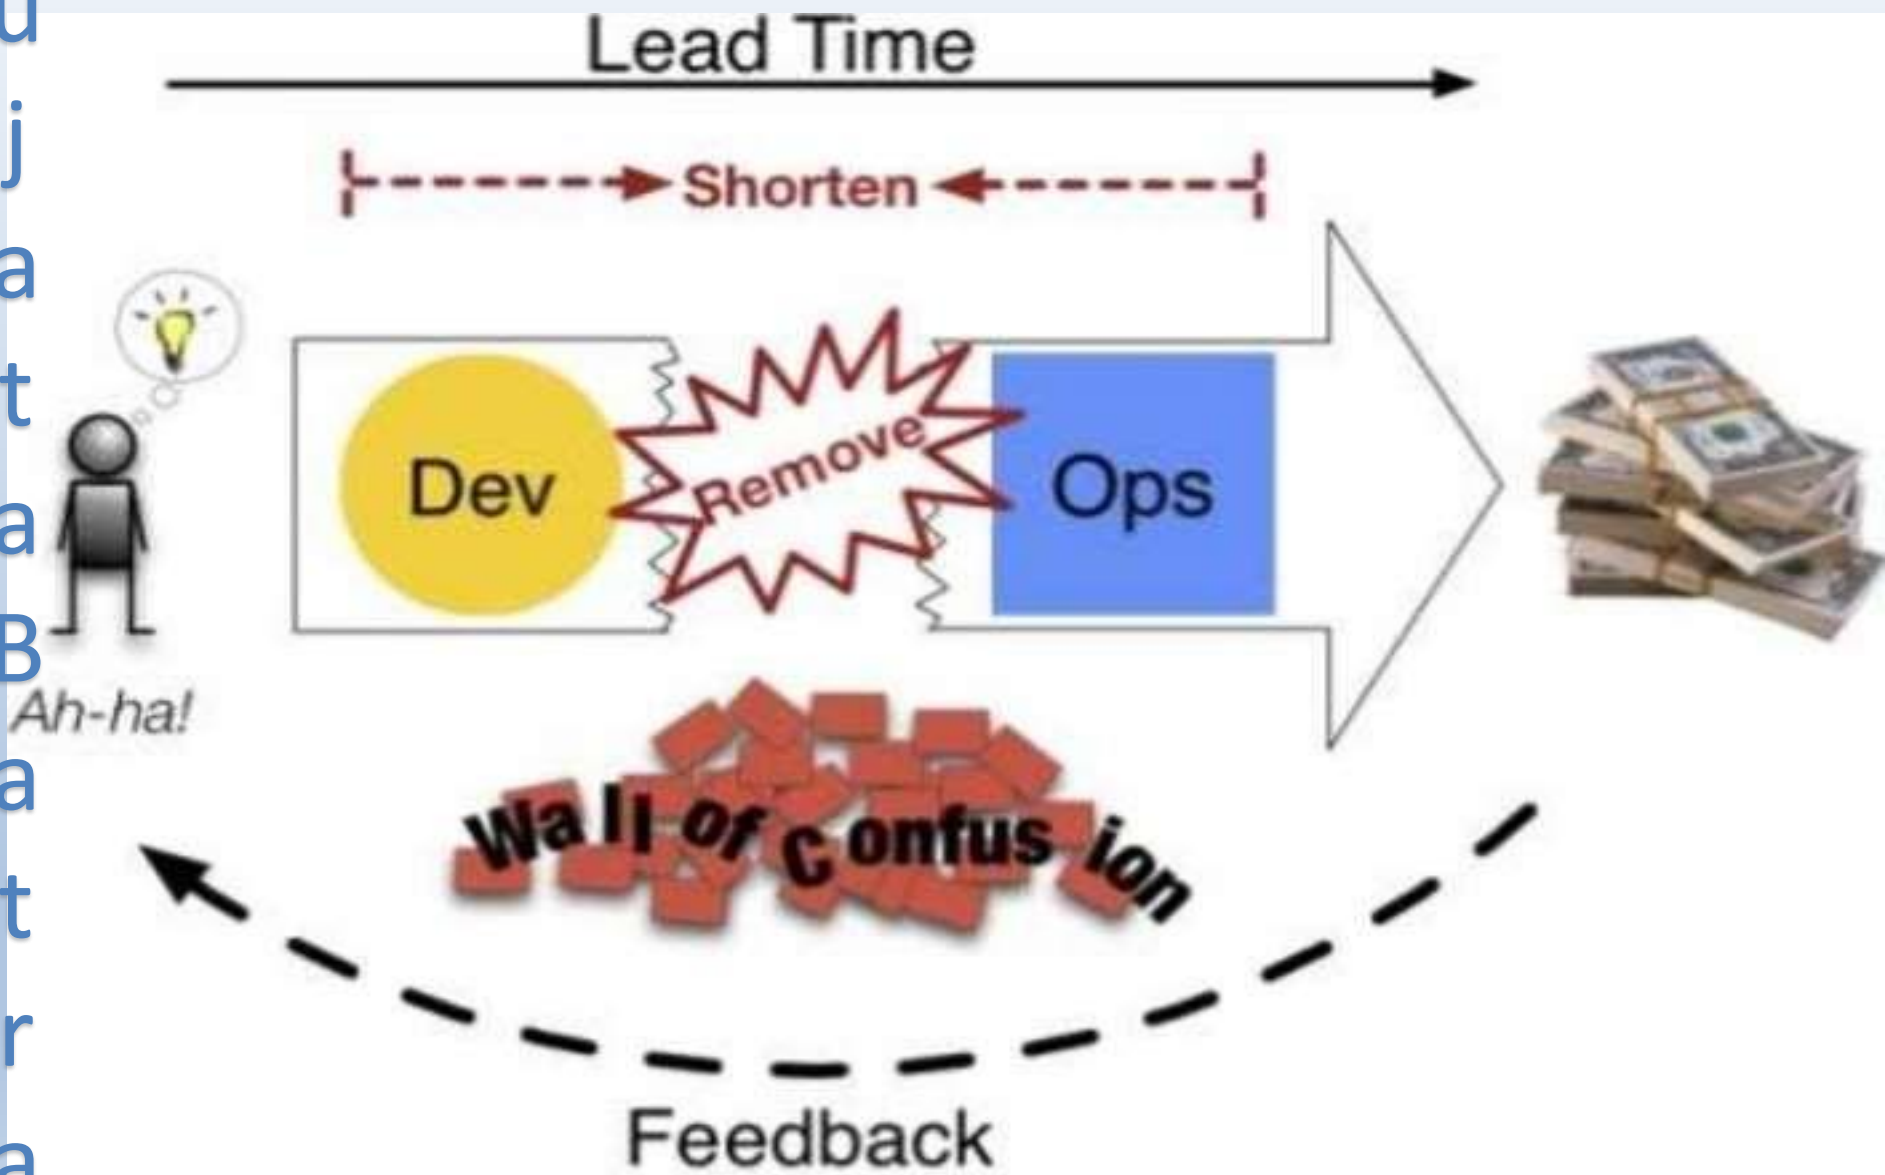 Lead Time
Shorten
Dev
Remove
Ops
Ah-ha!
Wall of Confusion
Feedback
u
j
a
t
a
B
a
t
r
a